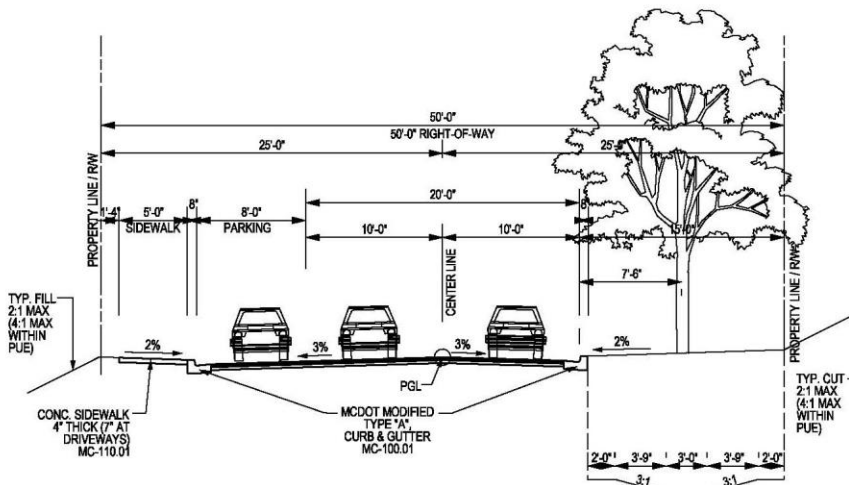 50'-0"
50'-0" RIGHT-OF-WAY
25'-0"
25'-0"
PROPERTY LINE / R/W
20'-0"
1'-4"
5'-0"
8"
8'-0"
8"
SIDEWALK
PARKING
10'-0"
10'-0"
15'-0"
CENTER LINE
7'-6"
PROPERTY LINE / R/W
TYP. FILL
2:1 MAX
(4:1 MAX
WITHIN
PUE)
2%
3%
3%
2%
PGL
CONC. SIDEWALK
4" THICK (7" AT
DRIVEWAYS)
MC-110.01
MCDOT MODIFIED
TYPE "A",
CURB & GUTTER
MC-100.01
TYP. CUT
2:1 MAX
(4:1 MAX
WITHIN
PUE)
2'-0"
3'-9"
3'-0"
3'-9"
2'-0"
3:1
3:1